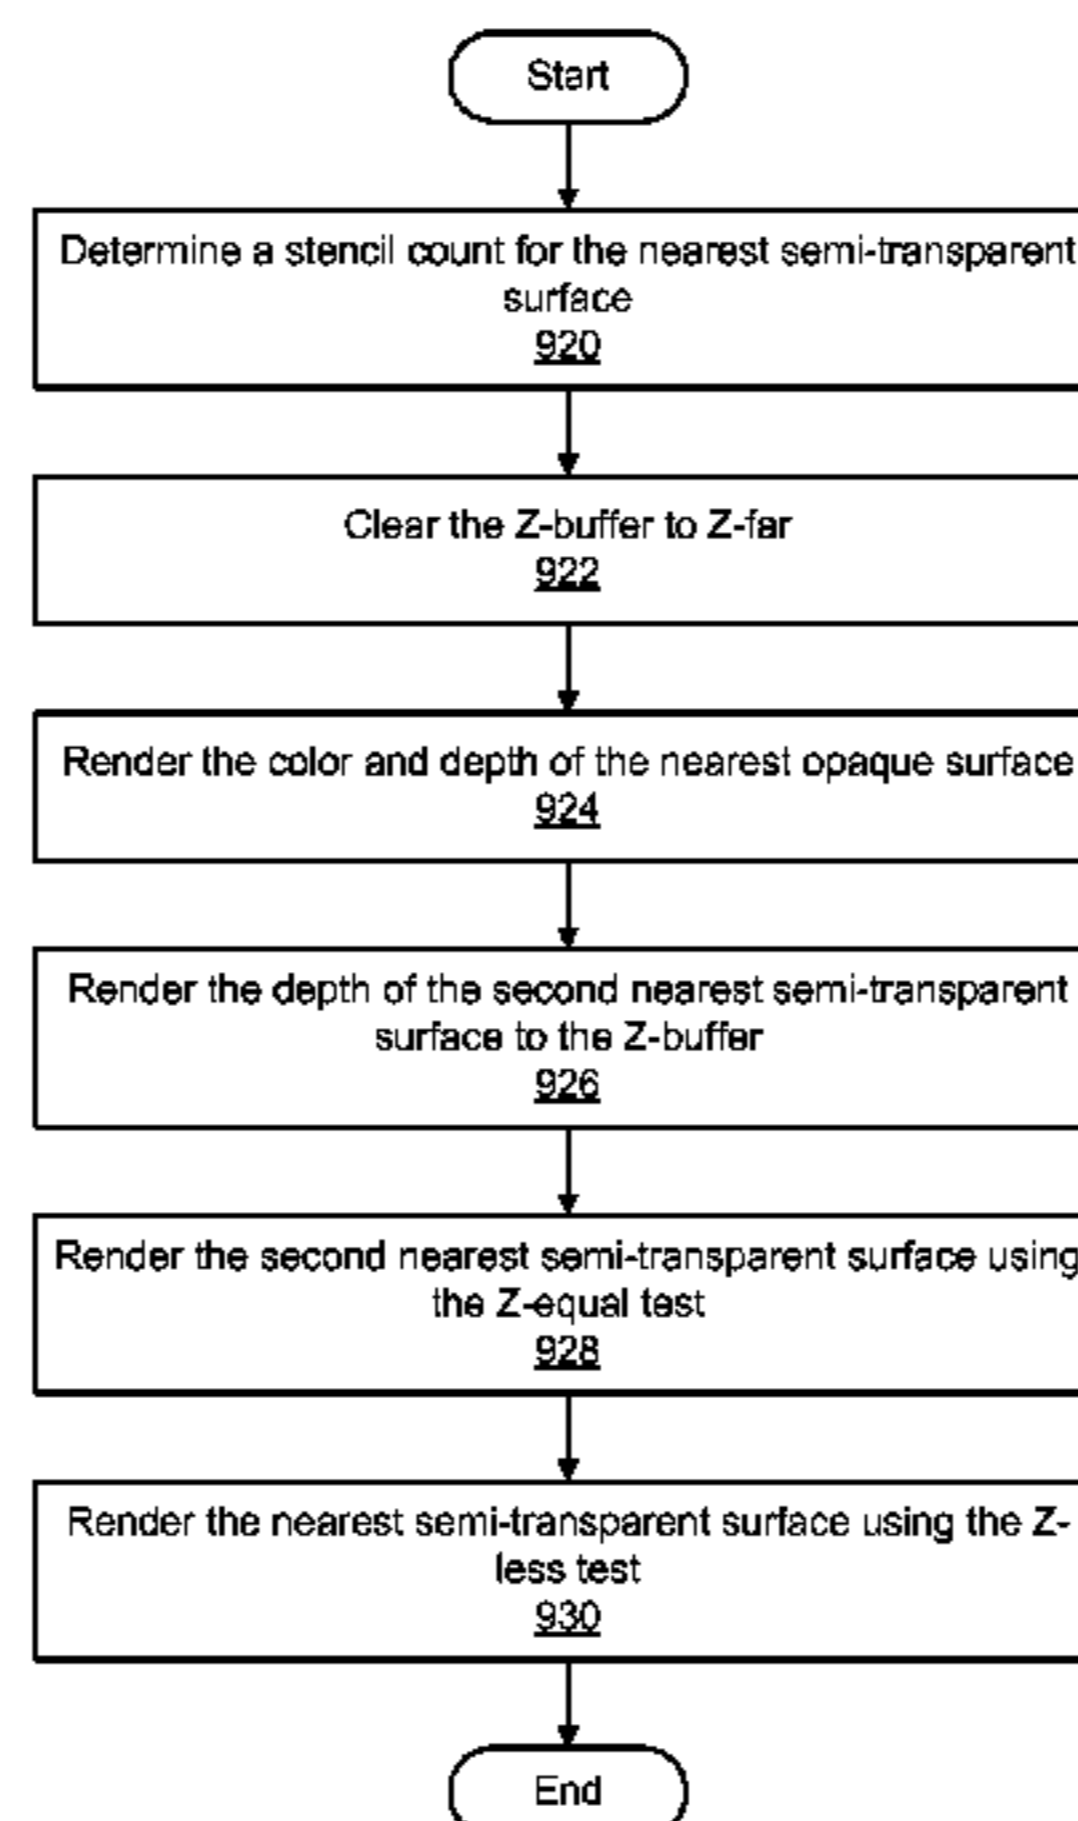 Start
Determine a stencil count for the nearest semi-transparent
surface
920
Clear the Z-buffer to Z-far
922
Render the color and depth of the nearest opaque surface
924
Render the depth of the second nearest semi-transparent
surface to the Z-buffer
926
Render the second nearest semi-transparent surface using
the Z-equal test
928
Render the nearest semi-transparent surface using the Z-
less test
930
End